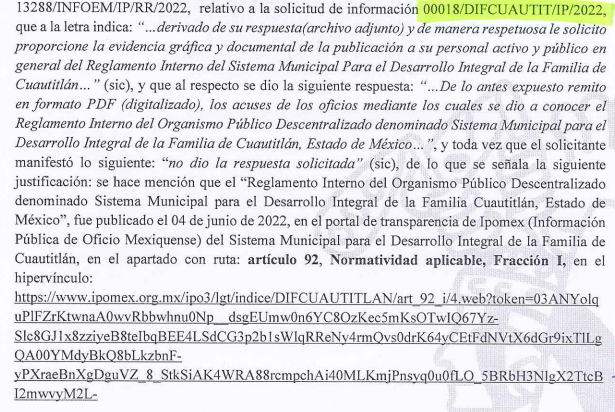 13288/INFOEM/IP/RR/2022, relativo a la solicitud de información 00018/DIFCUAUTIT/IP/2022,
que a la letra indica: “...derivado de su respuesta(archivo adjunto) y de manera respetuosa le solicito
proporcione la evidencia gráfica y documental de la publicación a su personal activo y público en
general del Reglamento Interno del Sistema Municipal Para el Desarrollo Integral de la Familia de
Cuautitlán...” (sic), y que al respecto se dio la siguiente respuesta: “...De lo antes expuesto remito
en formato PDF (digitalizado), los acuses de los oficios mediante los cuales se dio a conocer el
Reglamento Interno del Organismo Público Descentralizado denominado Sistema Municipal para el
Desarrollo Integral de la Familia de Cuautitlán, Estado de México...”, y toda vez que el solicitante
manifestó lo siguiente: “no dio la respuesta solicitada” (sic), de lo que se señala la siguiente
justificación: se hace mención que el “Reglamento Interno del Organismo Público Descentralizado
denominado Sistema Municipal para el Desarrollo Integral de la Familia Cuautitlán, Estado de
México”, fue publicado el 04 de junio de 2022, en el portal de transparencia de Ipomex (Información
Pública de Oficio Mexiquense) del Sistema Municipal para el Desarrollo Integral de la Familia de
Cuautitlán, en el apartado con ruta: artículo 92, Normatividad aplicable, Fracción I, en el
hipervínculo:
https://www.ipomex.org.mx/ipo3/lgt/indice/DIFCUAUTITLAN/art_92_i/4.web?token=03ANYolq
uPlFZrKtwnaA0wvRbbwhnu0Np__dsgEUmw0n6YC8OzKec5mKsOTwIQ67Yz-
Slc8GJ1x8zziyeB8teIbqBEE4LSdCG3p2b1sWlqRReNy4rmQvs0drK64yCEtFdNVtX6dGr9ixTlLg
QA00YMdyBkQ8bLkzbnF-
yPXraeBnXgDguVZ_8_StkSiAK4WRA88rcmpchAi40MLKmjPnsyq0u0fLO_5BRbH3NlgX2TtcB
I2mwvyM2L-